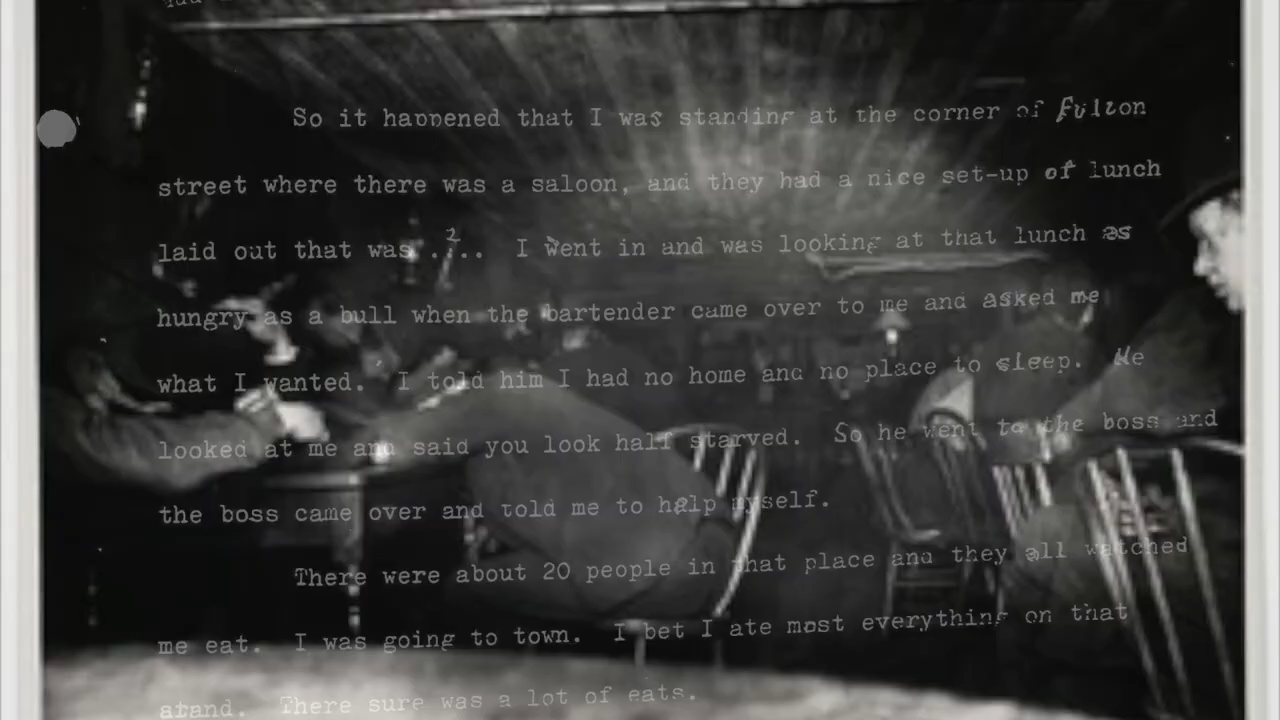 So it happened that I was standing at the corner of Fulton
street where there was a saloon, and they had a nice set-up of lunch
laid out that was .?.. I went in and was looking at that lunch as
hungry as a bull when the bartender came over to me and asked me
what I wanted. I told him I had no home and no place to sleep. He
looked at me and said you look half starved. So he went to the boss and
the boss came over and told me to help myself.
There were about 20 people in that place and they all watched
me eat. I was going to town. I bet I ate most everything on that
atand. There sure was a lot of eats.